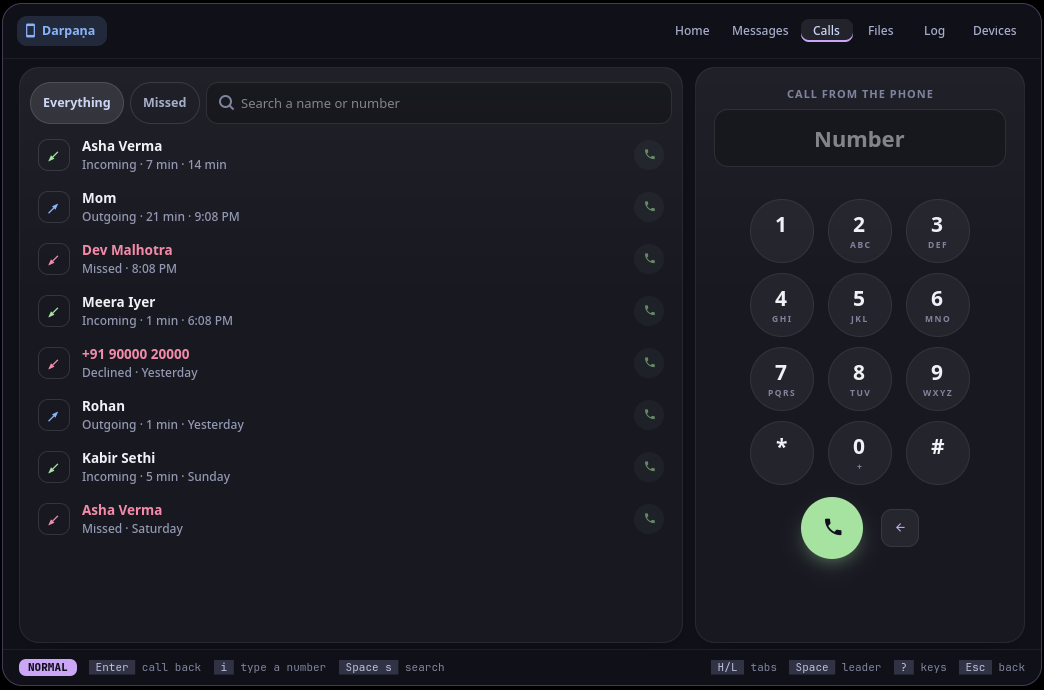 Darpaṇa
Home Messages Calls Files Log Devices
Everything Missed Search a name or number
Asha Verma
Incoming · 7 min · 14 min
Mom
Outgoing · 21 min · 9:08 PM
Dev Malhotra
Missed · 8:08 PM
Meera Iyer
Incoming · 1 min · 6:08 PM
+91 90000 20000
Declined · Yesterday
Rohan
Outgoing · 1 min · Yesterday
Kabir Sethi
Incoming · 5 min · Sunday
Asha Verma
Missed · Saturday
CALL FROM THE PHONE
Number
1 2 3
ABC DEF
4 5 6
GHI JKL MNO
7 8 9
PQRS TUV WXYZ
* 0 #
+
NORMAL Enter call back i type a number Space s search H/L tabs Space leader ? keys Esc back